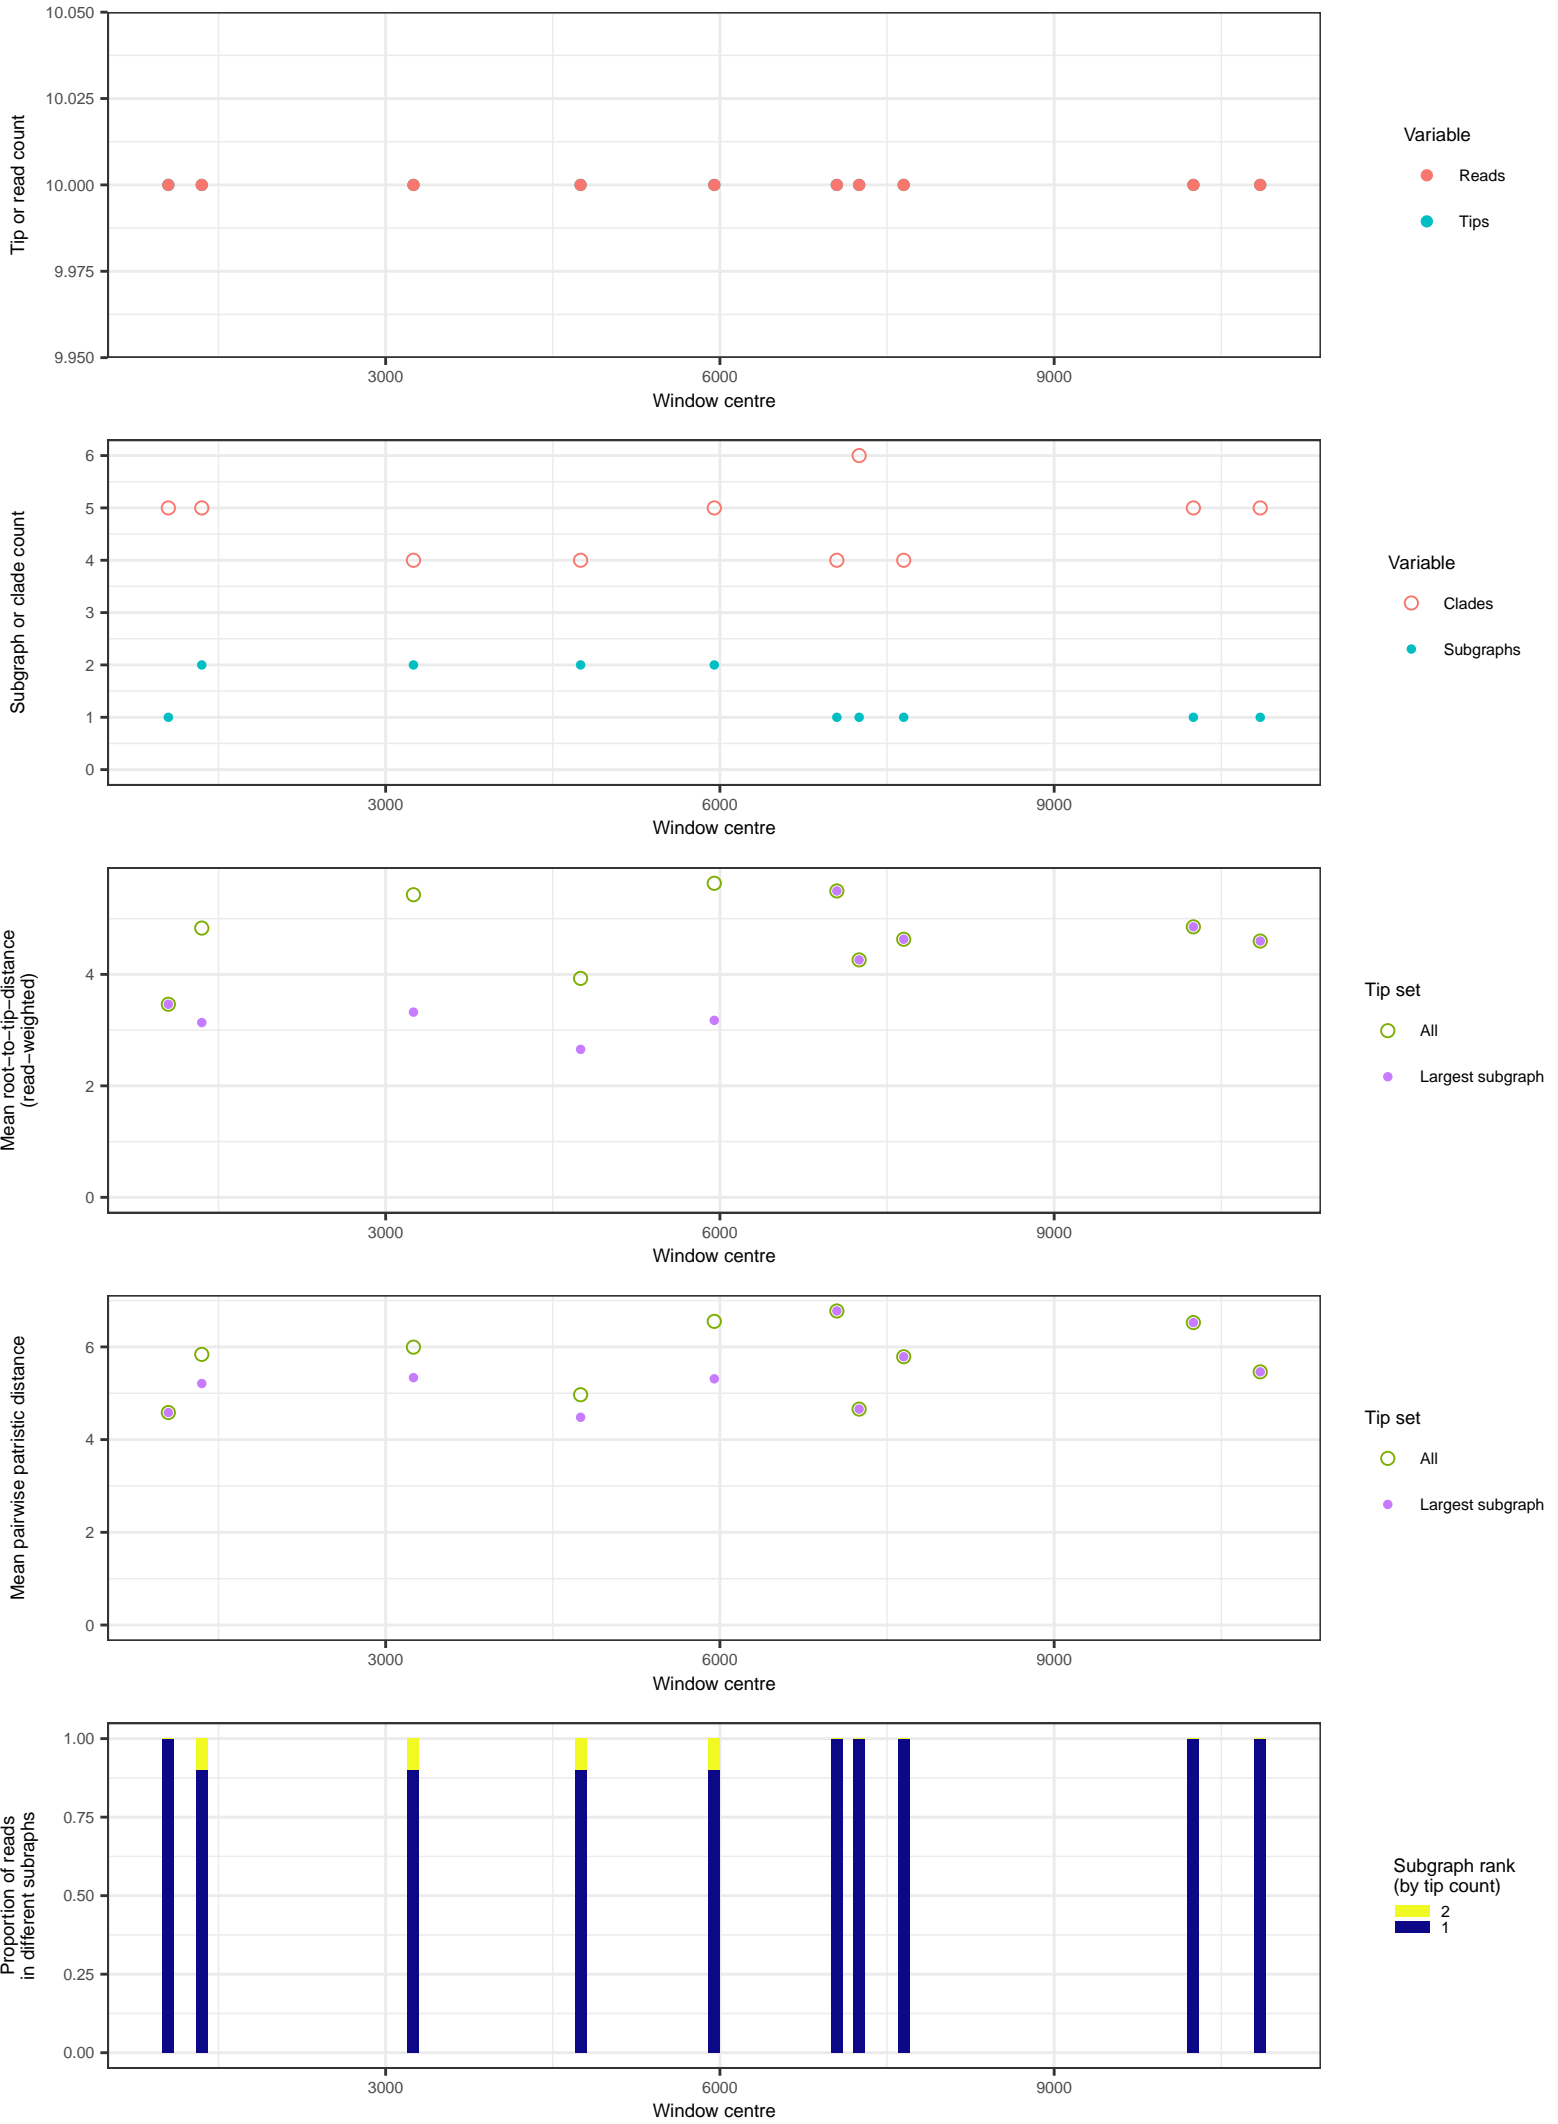 10.050
10.025
10.000
9.975
9.950
Tip or read count
3000 6000 9000
Window centre
Variable
Reads
Tips
6
5
4
3
2
1
0
Subgraph or clade count
3000 6000 9000
Window centre
Variable
Clades
Subgraphs
4
2
0
Mean root−to−tip−distance
(read−weighted)
3000 6000 9000
Window centre
Tip set
All
Largest subgraph
6
4
2
0
Mean pairwise patristic distance
3000 6000 9000
Window centre
Tip set
All
Largest subgraph
1.00
0.75
0.50
0.25
0.00
Proportion of reads
in different subraphs
3000 6000 9000
Window centre
Subgraph rank
(by tip count)
2
1